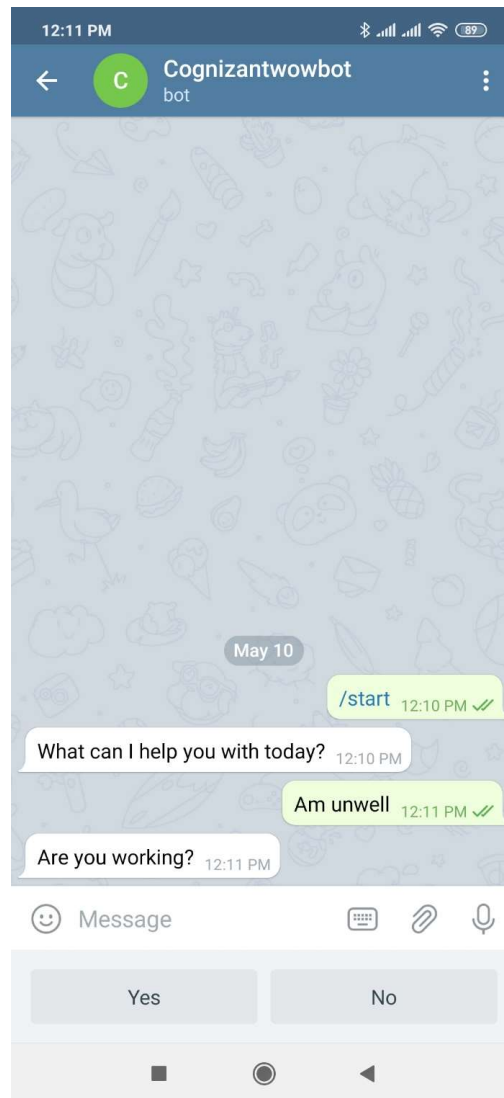 12:11 PM 89
C Cognizantwowbot
bot
May 10
/start 12:10 PM
What can I help you with today? 12:10 PM
Am unwell 12:11 PM
Are you working? 12:11 PM
Message
Yes No